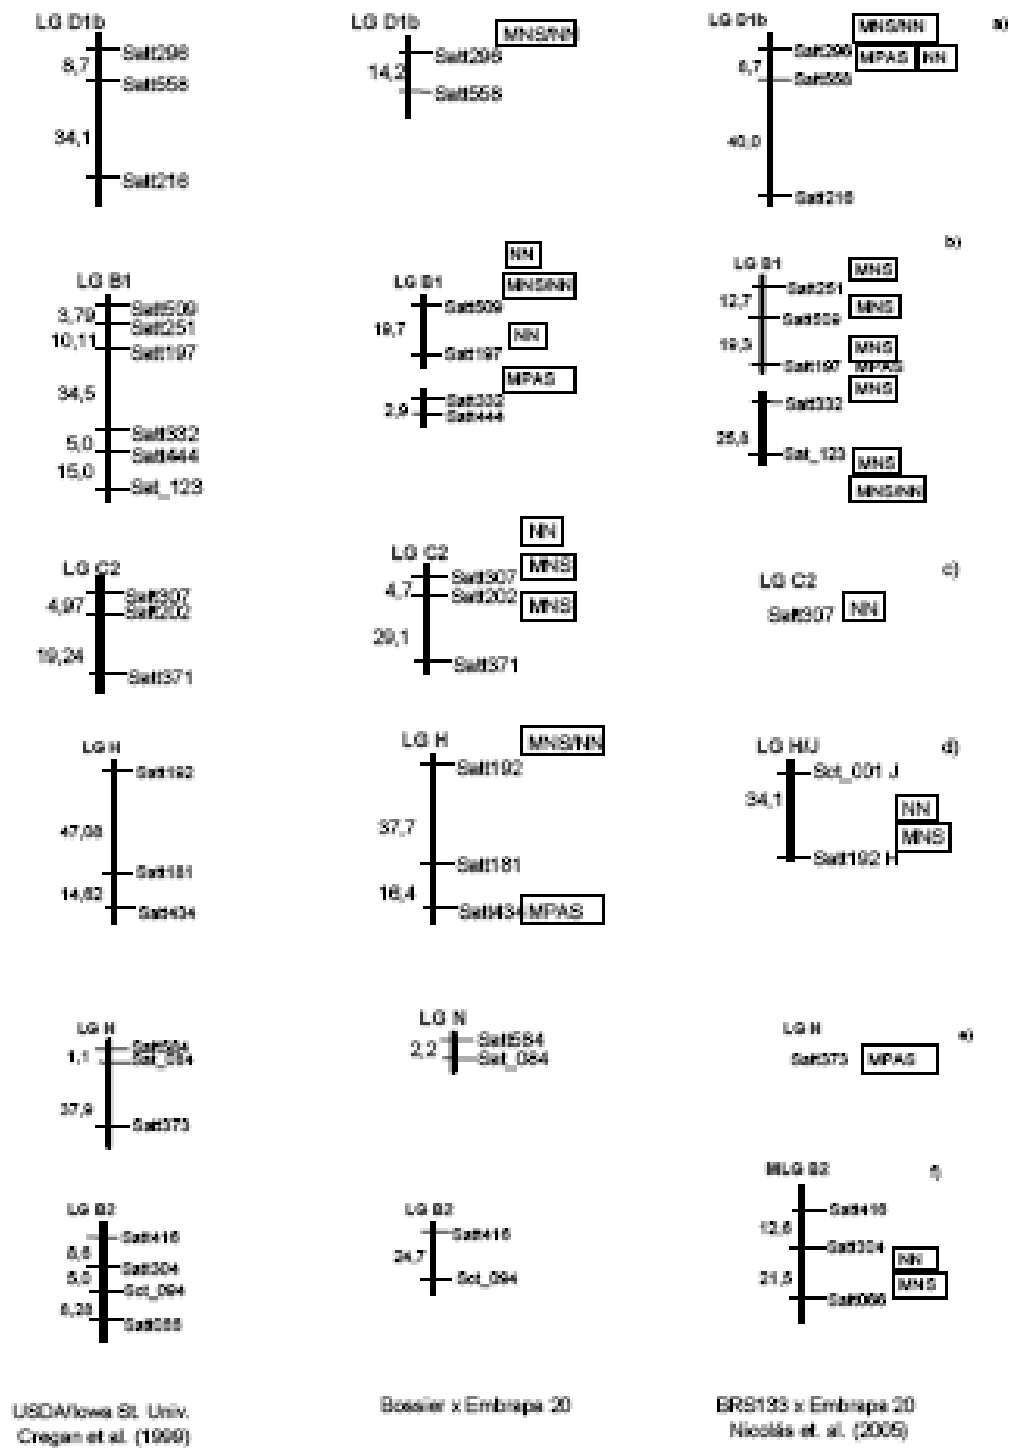 LG D1b
Satt296
8,7
Satt558
34,1
Satt216
LG D1b
MNS/NN
Satt296
14,2
Satt558
LG D1b
MNS/NN
a)
Satt296
MPAS
NN
8,7
Satt558
40,0
Satt216
LG B1
Satt509
3,79
Satt251
10,11
Satt197
34,5
Satt332
5,0
Satt444
15,0
Sat_123
NN
LG B1
MNS/NN
Satt509
19,7
NN
Satt197
MPAS
Satt332
2,9
Satt444
b)
LG B1
MNS
Satt251
12,7
MNS
Satt509
19,3
MNS
Satt197
MPAS
MNS
Satt332
25,8
Sat_123
MNS
MNS/NN
LG C2
Satt307
4,97
Satt202
19,24
Satt371
NN
LG C2
MNS
Satt307
4,7
Satt202
MNS
29,1
Satt371
c)
LG C2
Satt307
NN
LG H
Satt192
47,08
Satt181
14,82
Satt434
LG H
MNS/NN
Satt192
37,7
Satt181
16,4
Satt434
MPAS
LG H/J
d)
Sct_001 J
34,1
NN
MNS
Satt192 H
LG N
Satt584
1,1
Sat_084
37,9
Satt373
LG N
Satt584
2,2
Sat_084
LG N
e)
Satt373
MPAS
LG B2
Satt416
8,6
Satt304
5,0
Sct_094
Satt066
LG B2
Satt416
24,7
Sct_094
MLG B2
f)
Satt416
12,6
Satt304
NN
21,5
MNS
Satt066
USDA/Iowa St. Univ.
Cregan et al. (1999)
Bossier x Embrapa 20
BRS133 x Embrapa 20
Nicolás et. al. (2005)